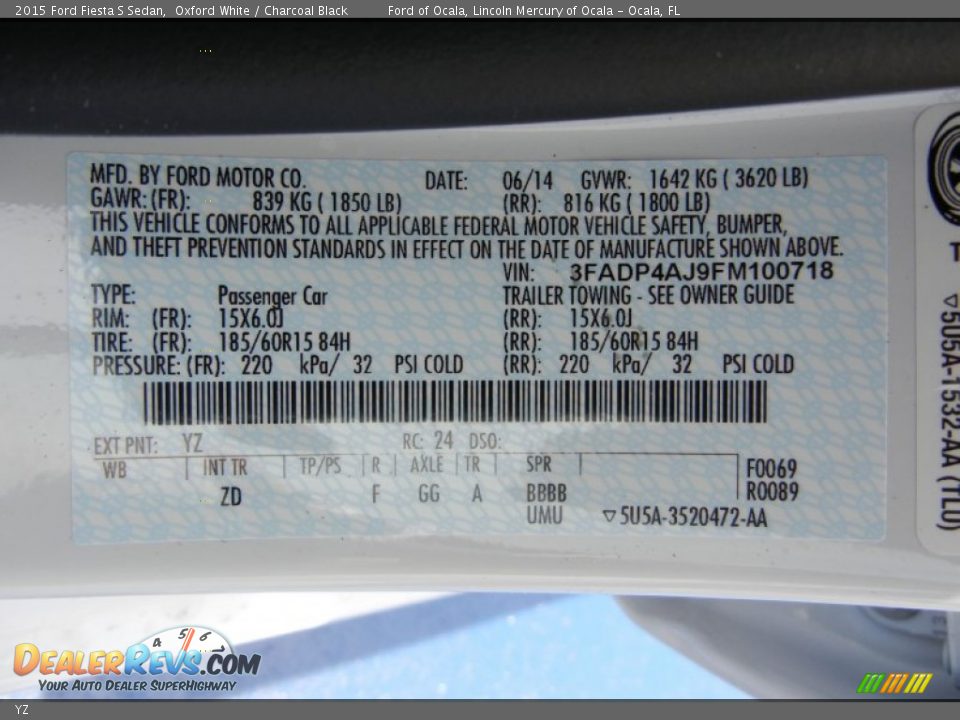 2015 Ford Fiesta S Sedan, Oxford White / Charcoal Black Ford of Ocala, Lincoln Mercury of Ocala - Ocala, FL
MFD. BY FORD MOTOR CO. DATE: 06/14 GVWR: 1642 KG ( 3620 LB)
GAWR: (FR): 839 KG ( 1850 LB) (RR): 816 KG ( 1800 LB)
THIS VEHICLE CONFORMS TO ALL APPLICABLE FEDERAL MOTOR VEHICLE SAFETY, BUMPER,
AND THEFT PREVENTION STANDARDS IN EFFECT ON THE DATE OF MANUFACTURE SHOWN ABOVE.
VIN: 3FADP4AJ9FM100718
TYPE: Passenger Car TRAILER TOWING - SEE OWNER GUIDE
RIM: (FR): 15X6.0J (RR): 15X6.0J
TIRE: (FR): 185/60R15 84H (RR): 185/60R15 84H
PRESSURE: (FR): 220 kPa/ 32 PSI COLD (RR): 220 kPa/ 32 PSI COLD
EXT PNT: YZ RC: 24 DSO:
WB INT TR TP/PS R AXLE TR SPR F0069
ZD F GG A BBBB R0089
UMU ▽5U5A-3520472-AA
▽5U5A-1532-AA (TL0)
4 5 6
DEALERREVS.COM
YOUR AUTO DEALER SUPERHIGHWAY
YZ